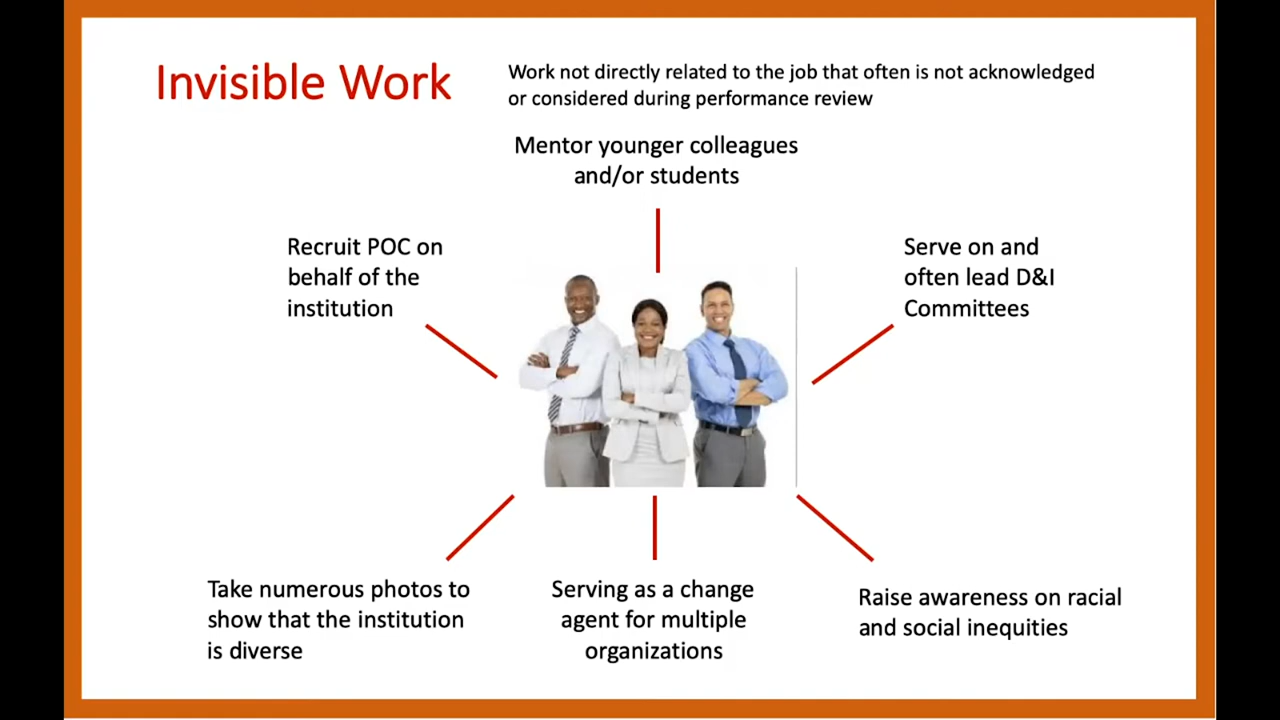 Invisible Work
Work not directly related to the job that often is not acknowledged
or considered during performance review
Mentor younger colleagues
and/or students
Recruit POC on
behalf of the
institution
Serve on and
often lead D&I
Committees
Take numerous photos to
show that the institution
is diverse
Serving as a change
agent for multiple
organizations
Raise awareness on racial
and social inequities